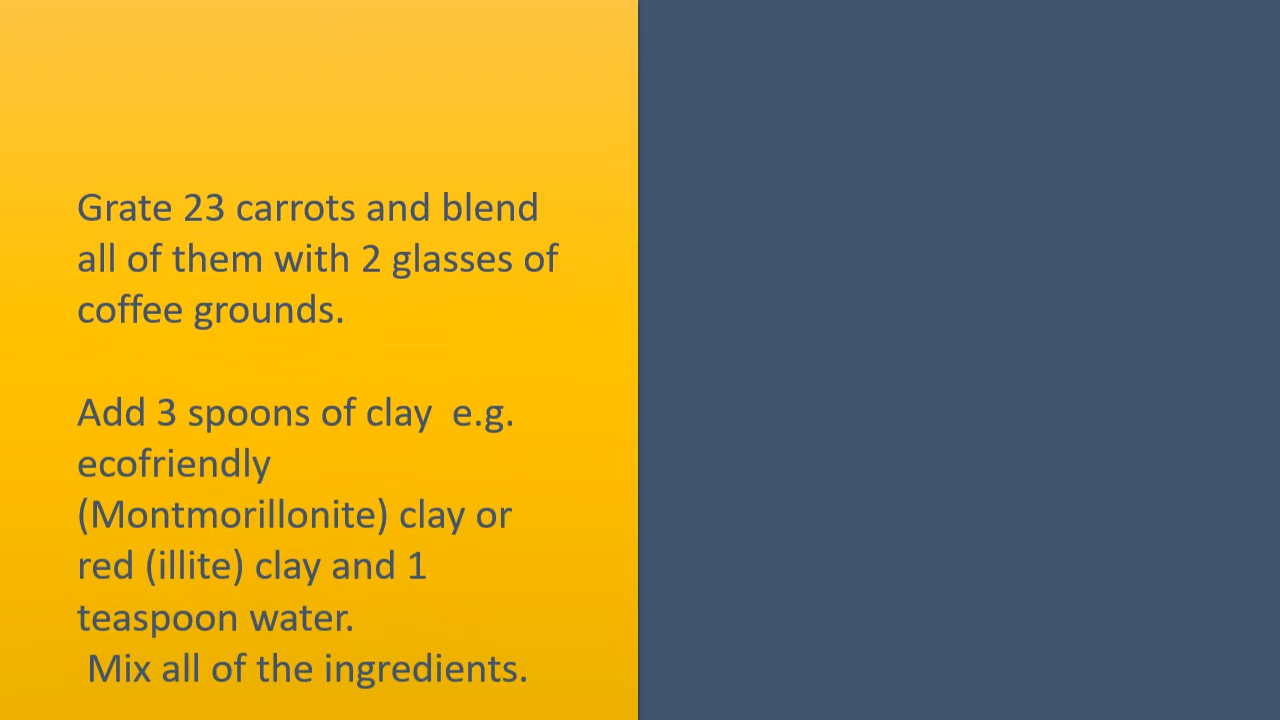 Grate 23 carrots and blend
all of them with 2 glasses of
coffee grounds.
Add 3 spoons of clay  e.g.
ecofriendly
(Montmorillonite) clay or
red (illite) clay and 1
teaspoon water.
Mix all of the ingredients.